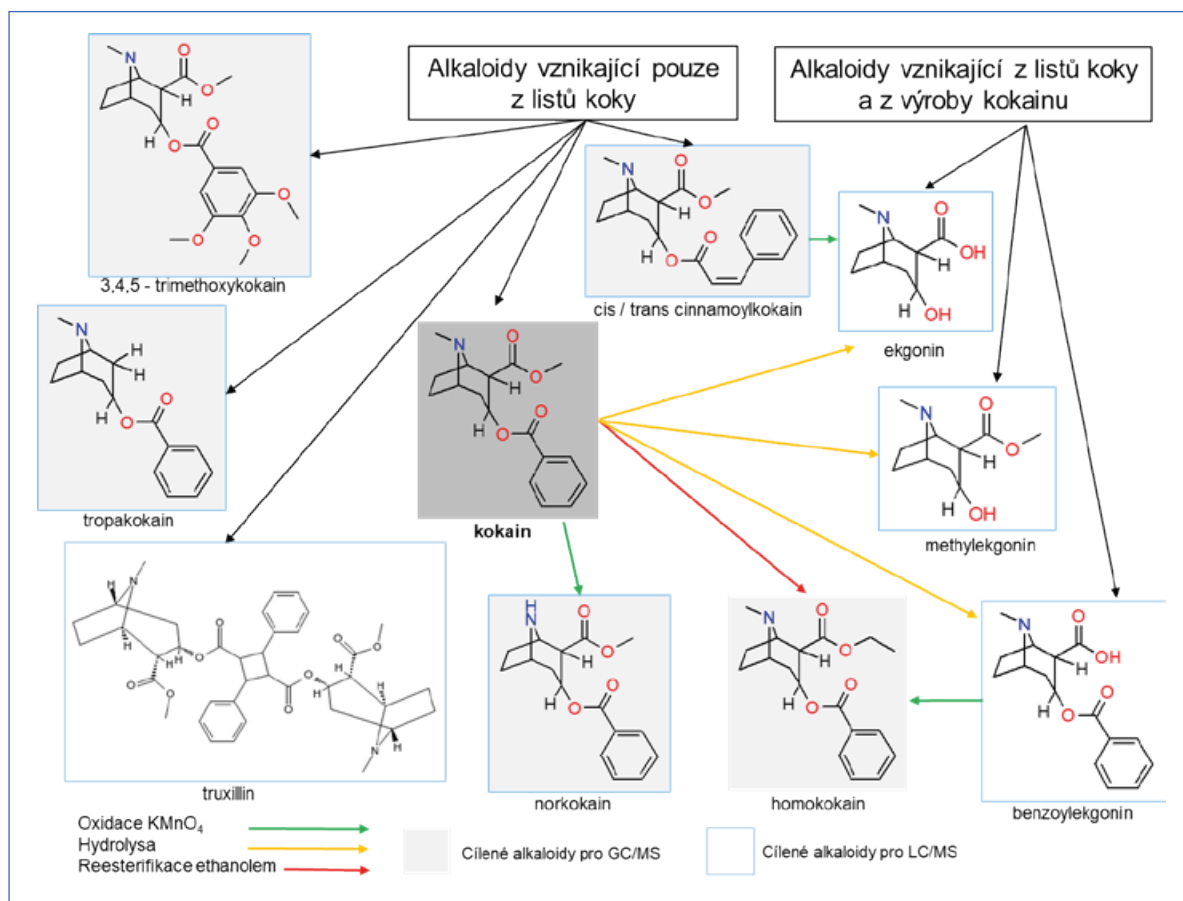 Alkaloidy vznikající pouze
z listů koky
Alkaloidy vznikající z listů koky
a z výroby kokainu
3,4,5 - trimethoxykokain
cis / trans cinnamoylkokain
ekgonin
tropakokain
kokain
methylekgonin
truxillin
norkokain
homokokain
benzoylekgonin
Oxidace KMnO₄
Hydrolysa
Reesterifikace ethanolem
Cílené alkaloidy pro GC/MS
Cílené alkaloidy pro LC/MS